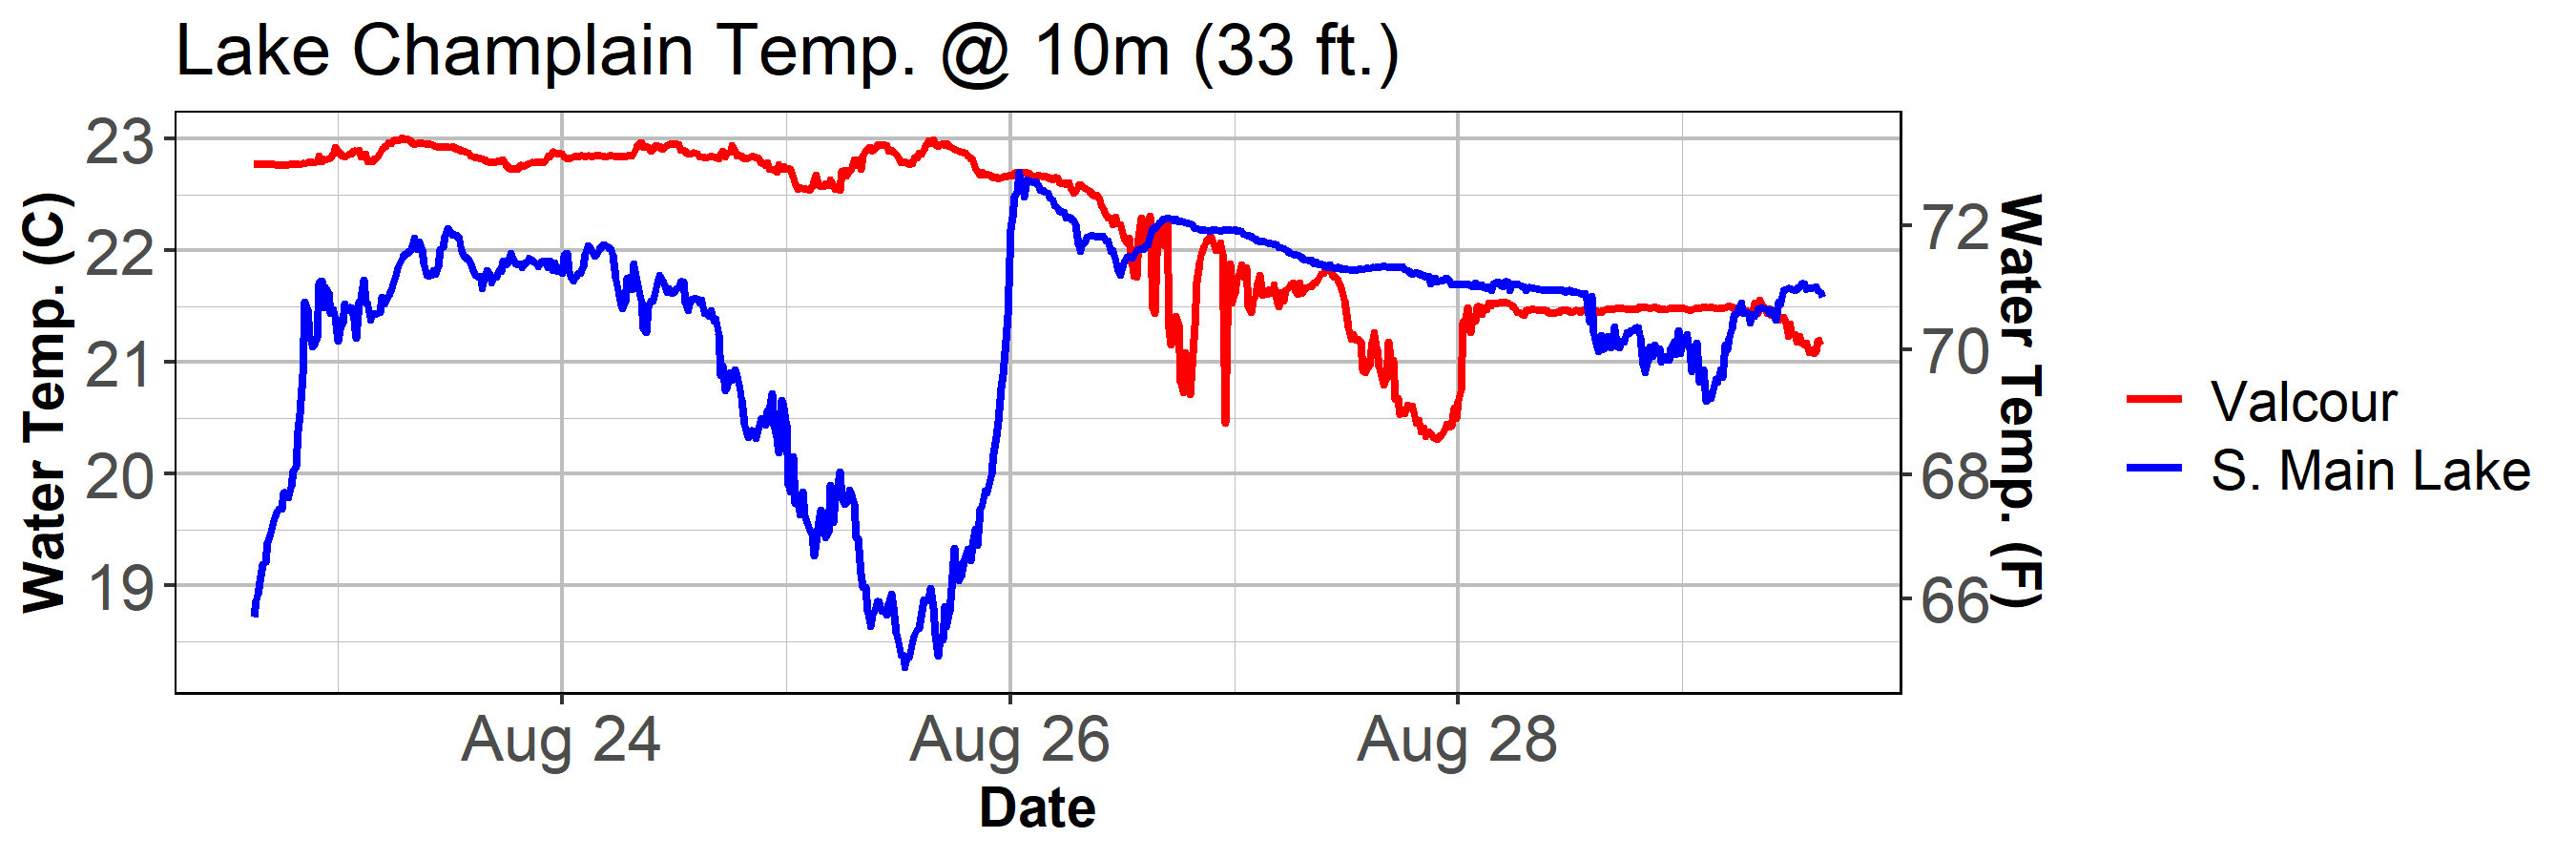 Lake Champlain Temp. @ 10m (33 ft.)
Water Temp. (C)
23
22
21
20
19
72
70
68
66
Water Temp. (F)
Aug 24
Aug 26
Aug 28
Date
Valcour
S. Main Lake